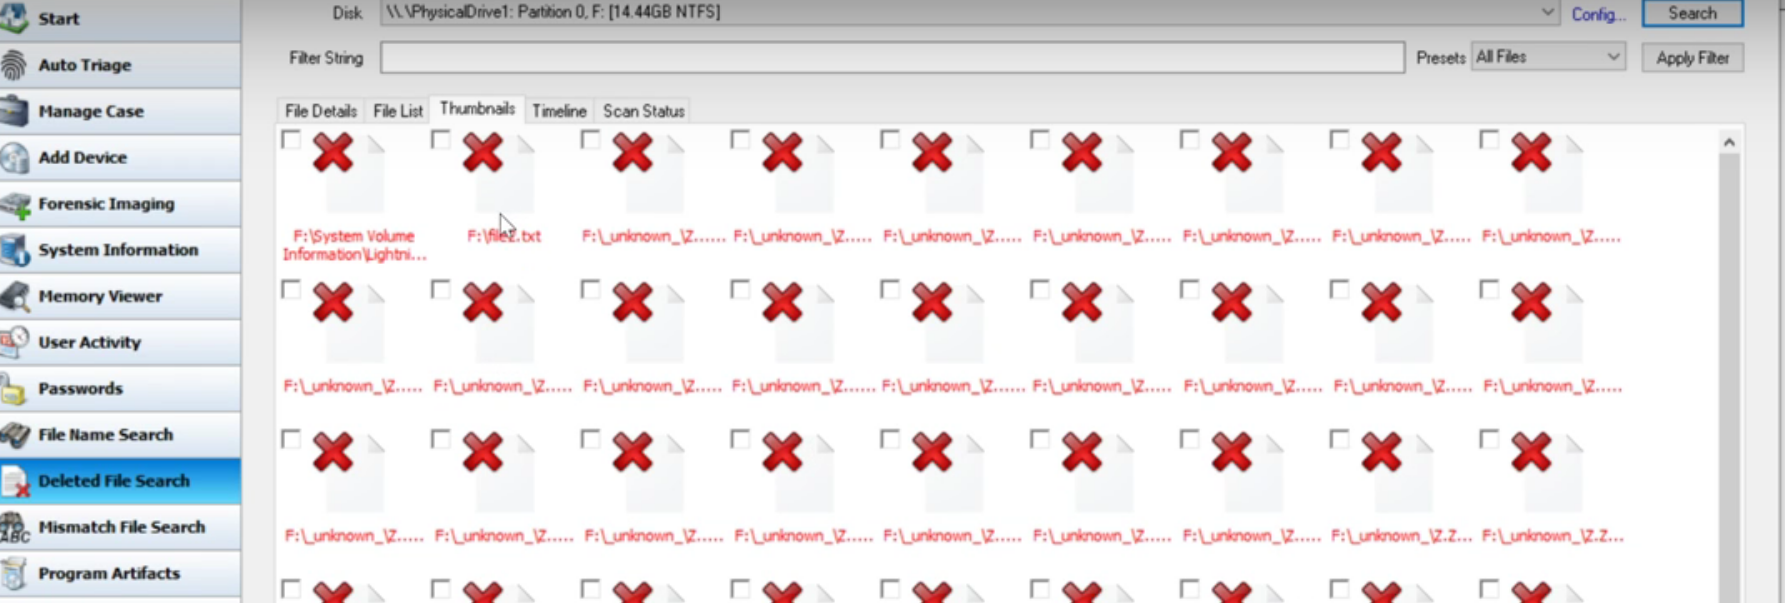 Start
Auto Triage
Manage Case
Add Device
Forensic Imaging
System Information
Memory Viewer
User Activity
Passwords
File Name Search
Deleted File Search
Mismatch File Search
Program Artifacts
Disk \\.\PhysicalDrive1: Partition 0, F: [14.44GB NTFS] Config... Search
Filter String Presets All Files Apply Filter
File Details File List Thumbnails Timeline Scan Status
F:\System Volume F:\_unknown_\Z...... F:\_unknown_\Z..... F:\_unknown_\Z..... F:\_unknown_\Z..... F:\_unknown_\Z..... F:\_unknown_\Z..... F:\_unknown_\Z.....
Information\Lightni...
F:\_unknown_\Z..... F:\_unknown_\Z..... F:\_unknown_\Z..... F:\_unknown_\Z..... F:\_unknown_\Z..... F:\_unknown_\Z..... F:\_unknown_\Z..... F:\_unknown_\Z..... F:\_unknown_\Z.....
F:\_unknown_\Z..... F:\_unknown_\Z..... F:\_unknown_\Z..... F:\_unknown_\Z..... F:\_unknown_\Z..... F:\_unknown_\Z..... F:\_unknown_\Z..... F:\_unknown_\Z.Z... F:\_unknown_\Z.Z...